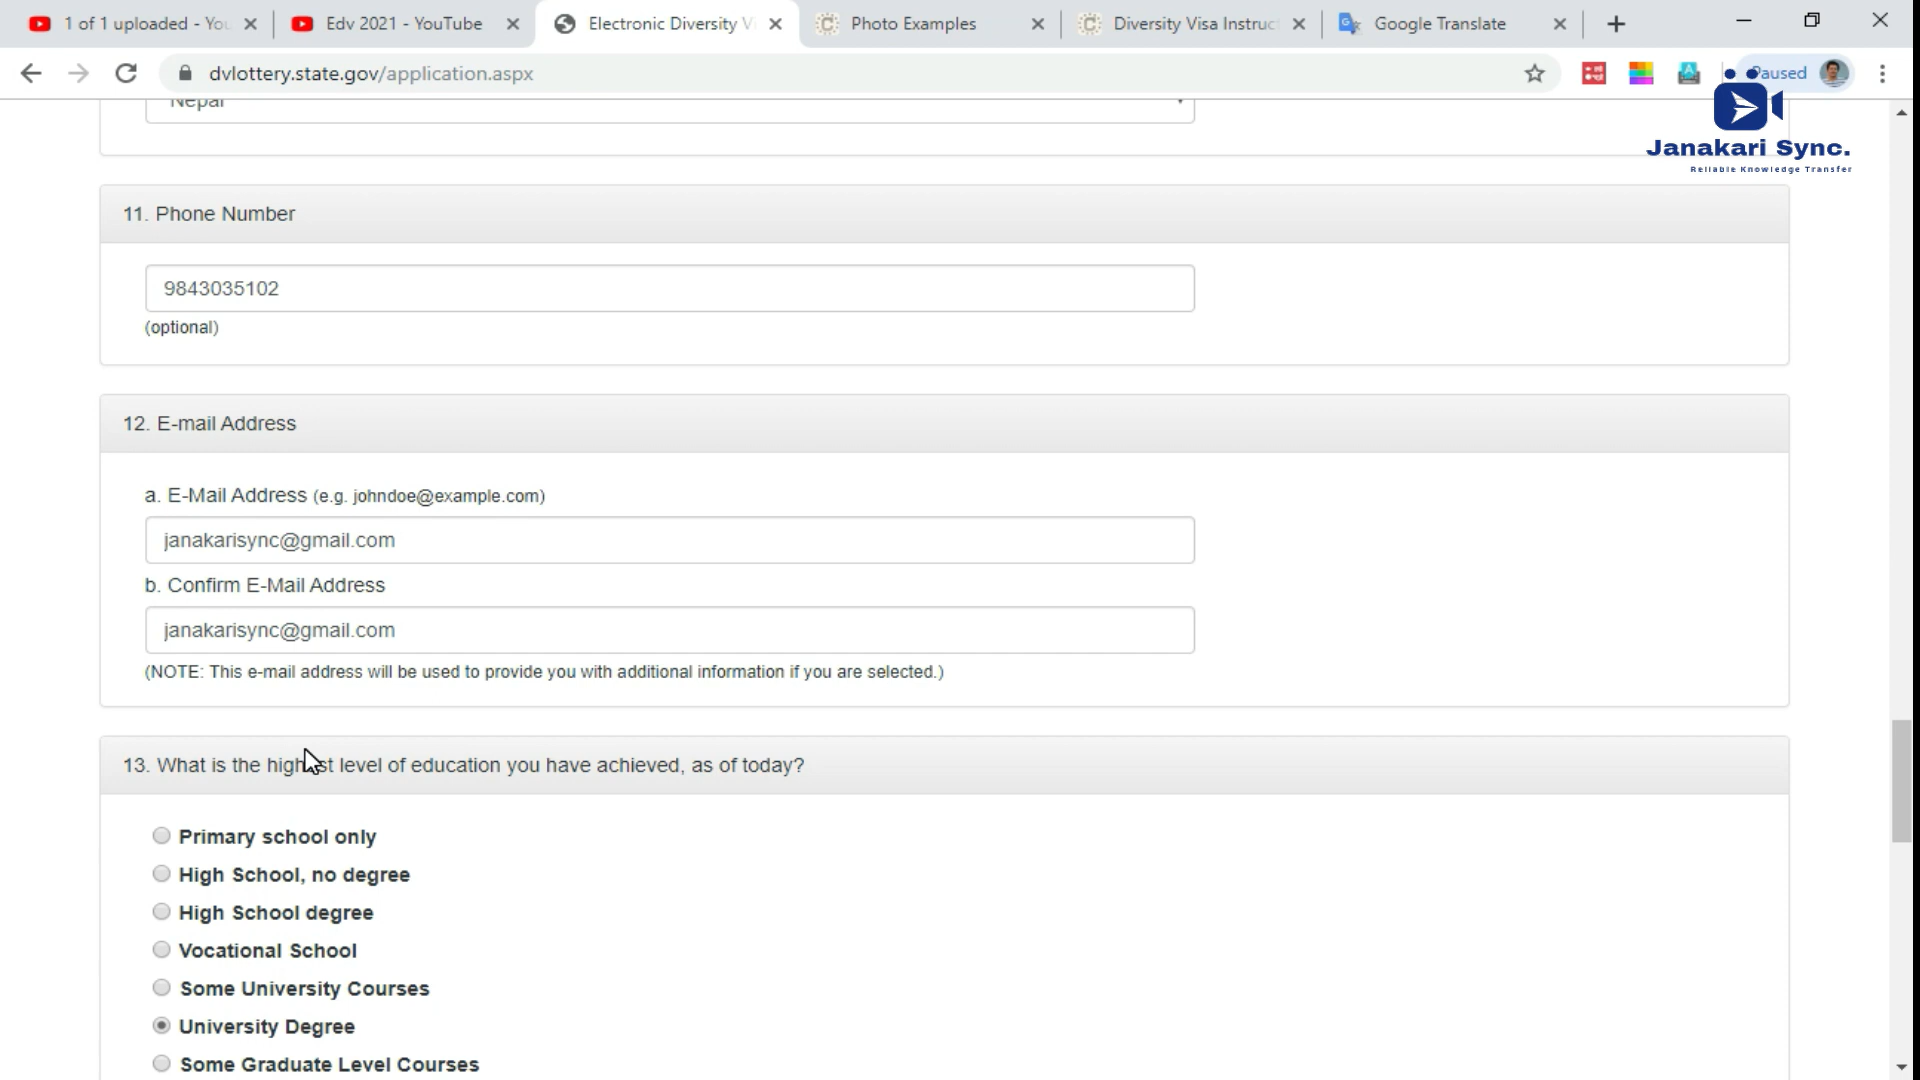 1 of 1 uploaded - You
Edv 2021 - YouTube
Electronic Diversity V
Photo Examples
Diversity Visa Instruct
Google Translate
dvlottery.state.gov/application.aspx
Paused
Janakari Sync.
Reliable Knowledge Transfer
Nepal
11. Phone Number
9843035102
(optional)
12. E-mail Address
a. E-Mail Address (e.g. johndoe@example.com)
janakarisync@gmail.com
b. Confirm E-Mail Address
janakarisync@gmail.com
(NOTE: This e-mail address will be used to provide you with additional information if you are selected.)
13. What is the highest level of education you have achieved, as of today?
Primary school only
High School, no degree
High School degree
Vocational School
Some University Courses
University Degree
Some Graduate Level Courses